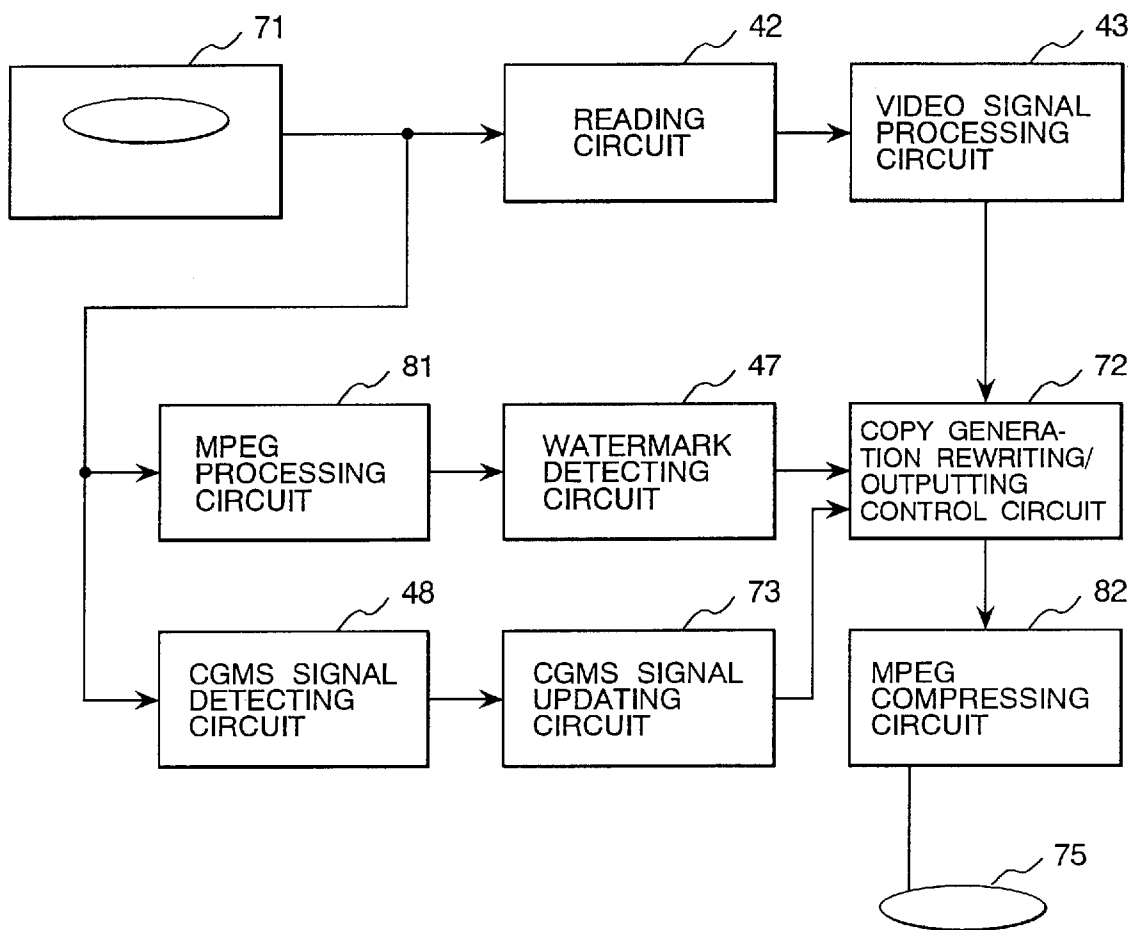 71
42
43
READING
CIRCUIT
VIDEO SIGNAL
PROCESSING
CIRCUIT
81
47
72
MPEG
PROCESSING
CIRCUIT
WATERMARK
DETECTING
CIRCUIT
COPY GENERA-
TION REWRITING/
OUTPUTTING
CONTROL CIRCUIT
48
73
82
CGMS SIGNAL
DETECTING
CIRCUIT
CGMS SIGNAL
UPDATING
CIRCUIT
MPEG
COMPRESSING
CIRCUIT
75